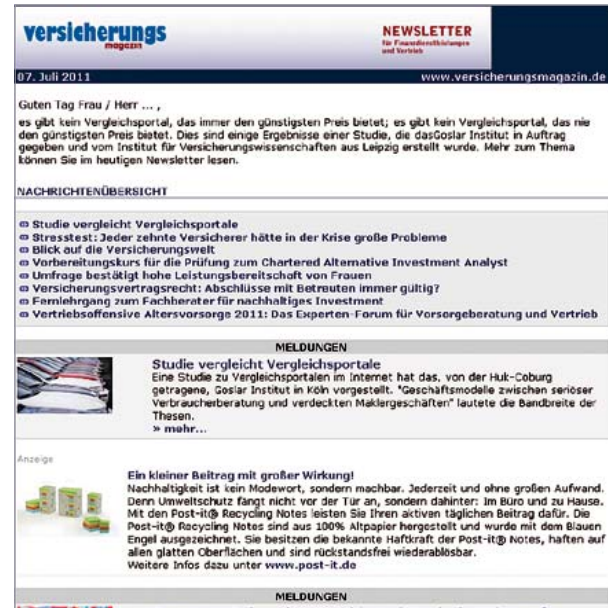 versicherungs
magazin
NEWSLETTER
für Finanzdienstleistungen
und Vertrieb
07. Juli 2011
www.versicherungsmagazin.de
Guten Tag Frau / Herr ... ,
es gibt kein Vergleichsportal, das immer den günstigsten Preis bietet; es gibt kein Vergleichsportal, das nie
den günstigsten Preis bietet. Dies sind einige Ergebnisse einer Studie, die dasGoslar Institut in Auftrag
gegeben und vom Institut für Versicherungswissenschaften aus Leipzig erstellt wurde. Mehr zum Thema
können Sie im heutigen Newsletter lesen.
NACHRICHTENÜBERSICHT
Studie vergleicht Vergleichsportale
Stresstest: Jeder zehnte Versicherer hätte in der Krise große Probleme
Blick auf die Versicherungswelt
Vorbereitungskurs für die Prüfung zum Chartered Alternative Investment Analyst
Umfrage bestätigt hohe Leistungsbereitschaft von Frauen
Versicherungsvertragsrecht: Abschlüsse mit Betreuten immer gültig?
Fernlehrgang zum Fachberater für nachhaltiges Investment
Vertriebsoffensive Altersvorsorge 2011: Das Experten-Forum für Vorsorgeberatung und Vertrieb
MELDUNGEN
Studie vergleicht Vergleichsportale
Eine Studie zu Vergleichsportalen im Internet hat das, von der Huk-Coburg
getragene, Goslar Institut in Köln vorgestellt. "Geschäftsmodelle zwischen seriöser
Verbraucherberatung und verdeckten Maklergeschäften" lautete die Bandbreite der
Thesen.
» mehr...
Anzeige
Ein kleiner Beitrag mit großer Wirkung!
Nachhaltigkeit ist kein Modewort, sondern machbar. Jederzeit und ohne großen Aufwand.
Denn Umweltschutz fängt nicht vor der Tür an, sondern dahinter: Im Büro und zu Hause.
Mit den Post-it® Recycling Notes leisten Sie Ihren aktiven täglichen Beitrag dafür. Die
Post-it® Recycling Notes sind aus 100% Altpapier hergestellt und wurde mit dem Blauen
Engel ausgezeichnet. Sie besitzen die bekannte Haftkraft der Post-it® Notes, haften auf
allen glatten Oberflächen und sind rückstandsfrei wiederablösbar.
Weitere Infos dazu unter www.post-it.de
MELDUNGEN